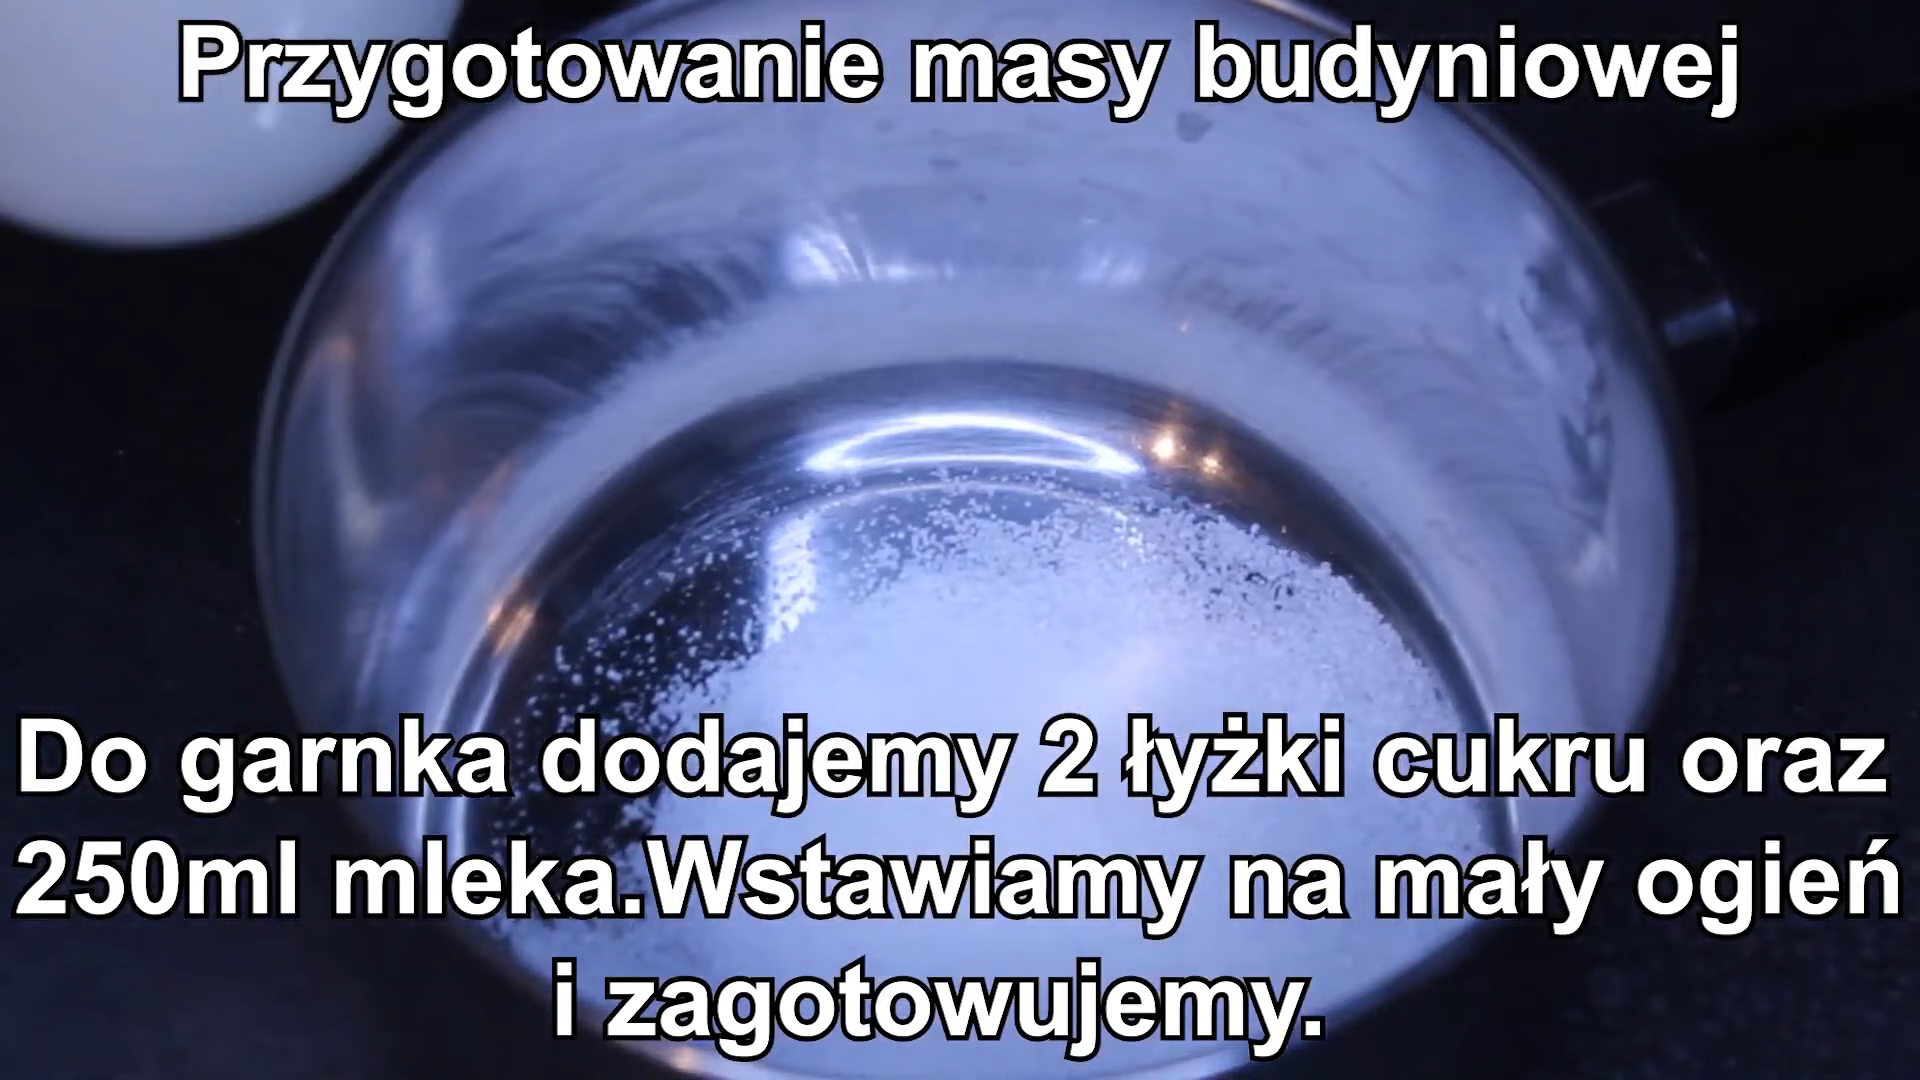 Przygotowanie masy budyniowej
Do garnka dodajemy 2 łyżki cukru oraz
250ml mleka.Wstawiamy na mały ogień
i zagotowujemy.